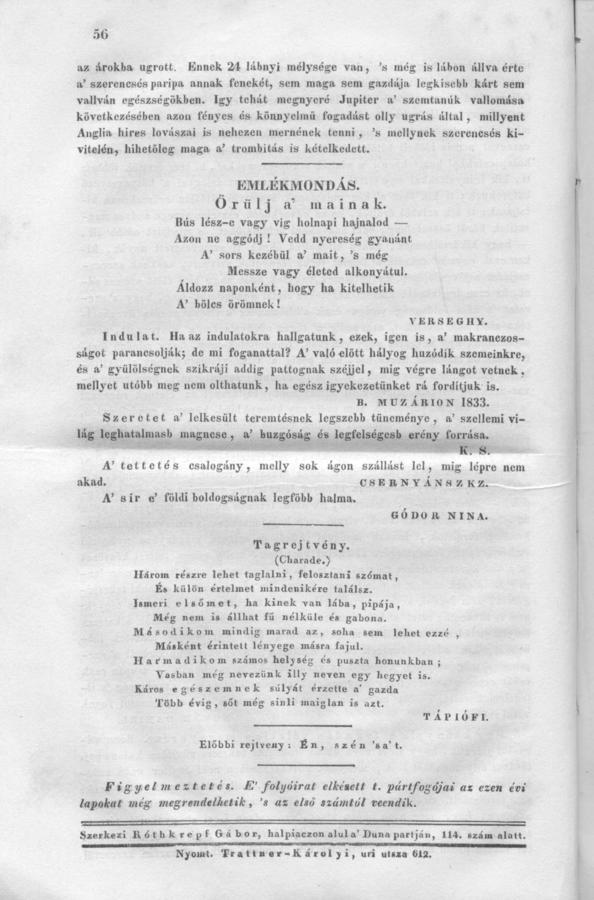 56
az árokba ugrott. Ennek 24 lábnyi mélysége van, 's még is lábon állva érte
a' szerencsés paripa annak fenekét, sem maga sem gazdája legkisebb kárt sem
vallván egészségökben. Igy tehát megnyeré Jupiter a' szemtanúk vallomása
következésében azon fényes és könnyelmű fogadást olly ugrás által, millyent
Anglia híres lovászai is nehezen mernének tenni, 's mellynek szerencsés ki-
vitelén, hihetőleg maga a' trombitás is kételkedett.
EMLÉKMONDÁS.
Örülj a' mainak.
Bús lész-e vagy vig holnapi hajnalod —
Azon ne aggódj! Vedd nyereség gyanánt
A' sors kezébül a' mait, 's még
Messze vagy életed alkonyátul.
Áldozz naponként, hogy ha kitelhetik
A' bölcs örömnek!
VERSEGHY.
Indulat. Ha az indulatokra hallgatunk, ezek, igen is, a' makranczos-
ságot parancsolják; de mi foganattal? A' való előtt hályog huzódik szemeinkre,
és a' gyülölségnek szikráji addig pattognak széjjel, mig végre lángot vetnek,
mellyet utóbb meg nem olthatunk, ha egész igyekezetünket rá fordítjuk is.
B. MUZÁRION 1833.
Szeretet a' lelkesült teremtésnek legszebb tüneménye, a' szellemi vi-
lág leghatalmasb magnese, a' buzgóság és legfelségesb erény forrása.
K. S.
A' tettetés csalogány, melly sok ágon szállást lel, mig lépre nem
akad. CSERNYÁNSZKZ.
A' sír e' földi boldogságnak legfőbb halma.
GÓDOR NINA.
Tagrejtvény.
(Charade.)
Három részre lehet taglalni, felosztani szómat,
És külön értelmet mindenikére találsz.
Ismeri elsőmet, ha kinek van lába, pipája,
Még nem is állhat fű nélküle és gabona.
Másodikom mindig marad az, soha sem lehet ezzé,
Másként érintett lényege másra fajul.
Harmadikom számos helység és puszta honunkban;
Vasban még nevezünk illy neven egy hegyet is.
Káros egészemnek súlyát érzette a' gazda
Több évig, sőt még sinli maiglan is azt.
TÁPIÓFI.
Előbbi rejtveny: Én, szén 'sa't.
Figyelmeztetés. E' folyóirat elkésett t. pártfogójai az ezen évi
lapokat még megrendelhetik, 's az első számtól veendik.
Szerkezi Róthkrepf Gábor, halpiaczon alul a' Duna partján, 114. szám alatt.
Nyomt. Trattner-Károlyi, uri utsza 612.